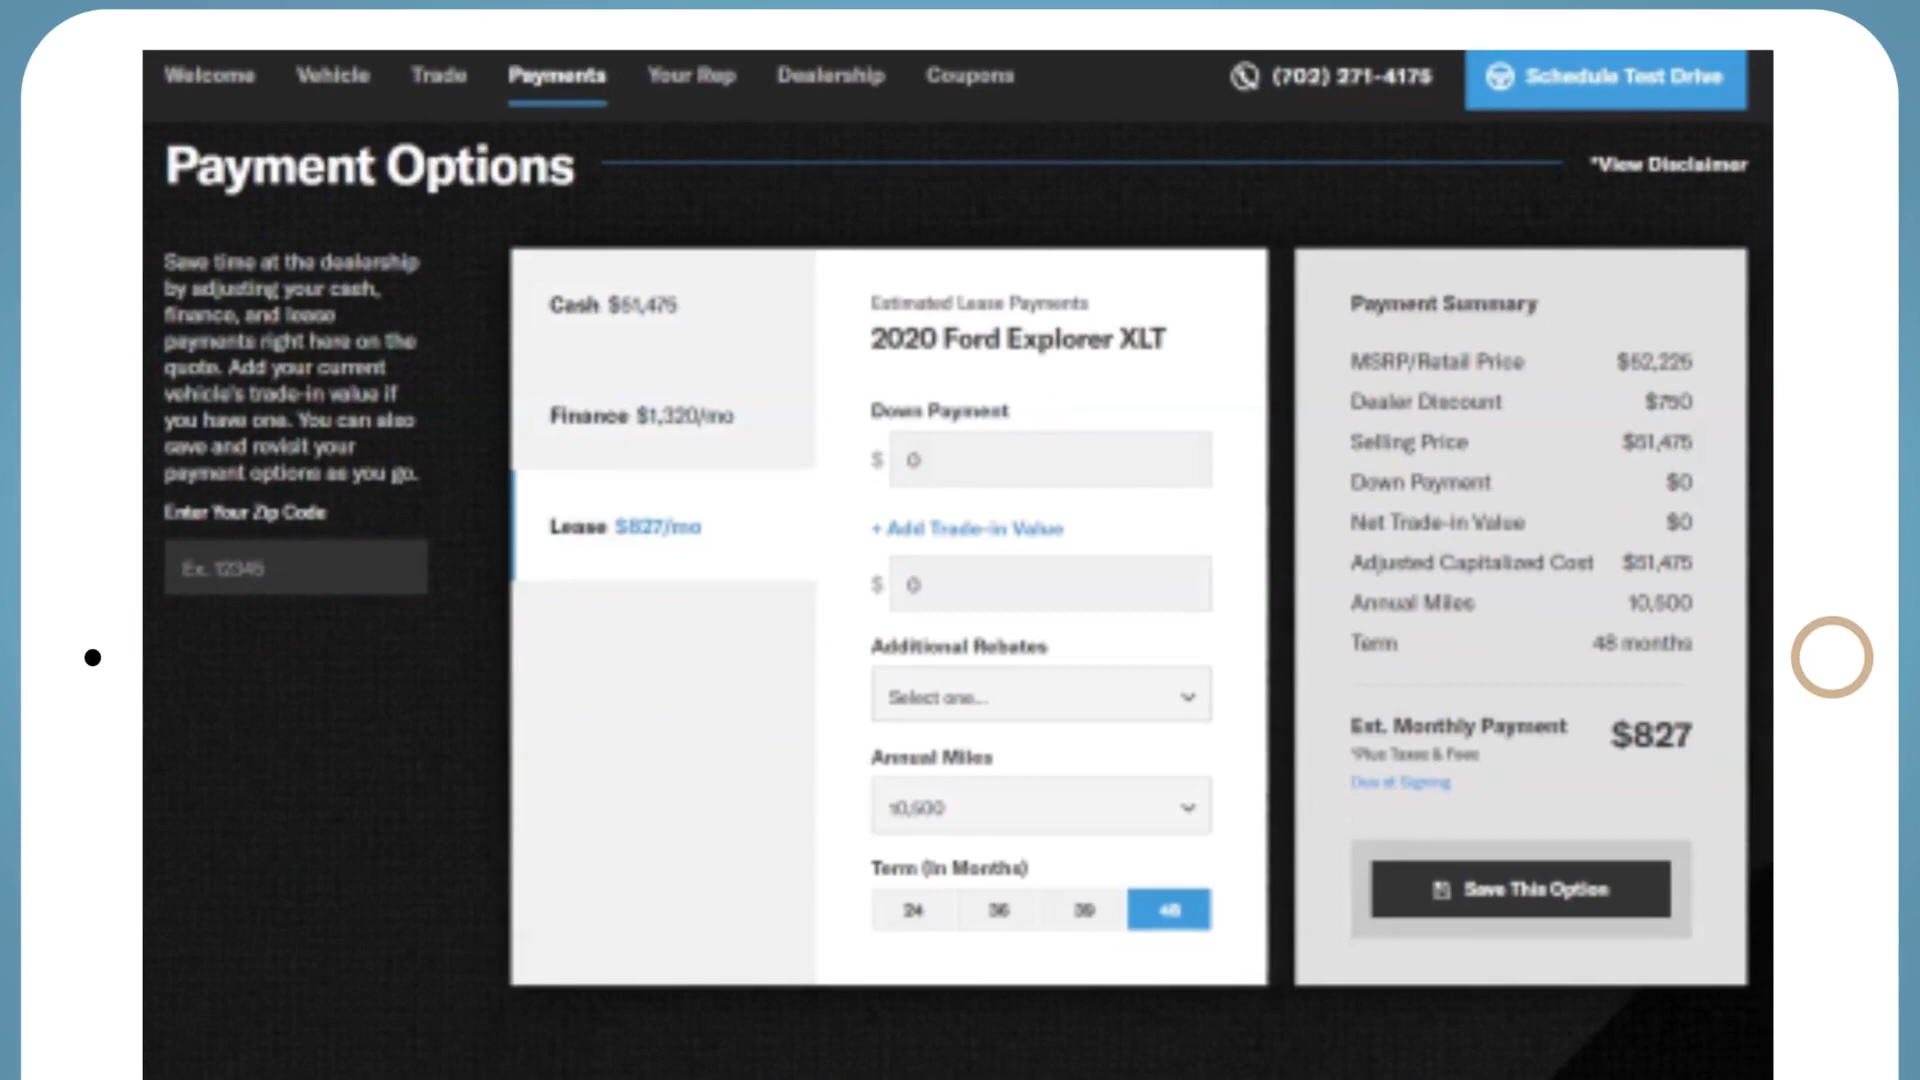 Welcome Vehicle Trade Payments Your Rep Dealership Coupons (702) 271-4175 Schedule Test Drive
Payment Options
*View Disclaimer
Save time at the dealership
by adjusting your cash,
finance, and lease
payments right here on the
quote. Add your current
vehicle's trade-in value if
you have one. You can also
save and revisit your
payment options as you go.
Enter Your Zip Code
Ex. 12345
Cash $51,475
Finance $1,320/mo
Lease $827/mo
Estimated Lease Payments
2020 Ford Explorer XLT
Down Payment
$ 0
+ Add Trade-in Value
$ 0
Additional Rebates
Select one...
Annual Miles
10,500
Term (In Months)
24 36 39 48
Payment Summary
MSRP/Retail Price $52,225
Dealer Discount $750
Selling Price $51,475
Down Payment $0
Net Trade-in Value $0
Adjusted Capitalized Cost $51,475
Annual Miles 10,500
Term 48 months
Est. Monthly Payment $827
*Plus Taxes & Fees
Due at Signing
Save This Option